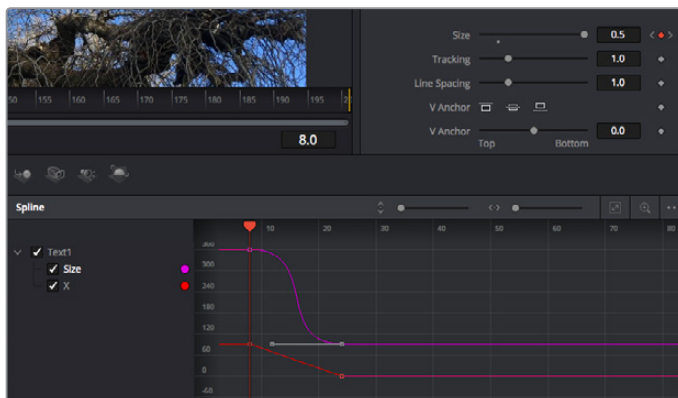 Size 0.5
Tracking 1.0
Line Spacing 1.0
V Anchor
V Anchor 0.0
Top Bottom
50 155 160 165 170 175 180 185 190 195
8.0
Spline
10 20 30 40 50 60 70 80
Text1
Size
X
300
240
180
120
60
0
-60